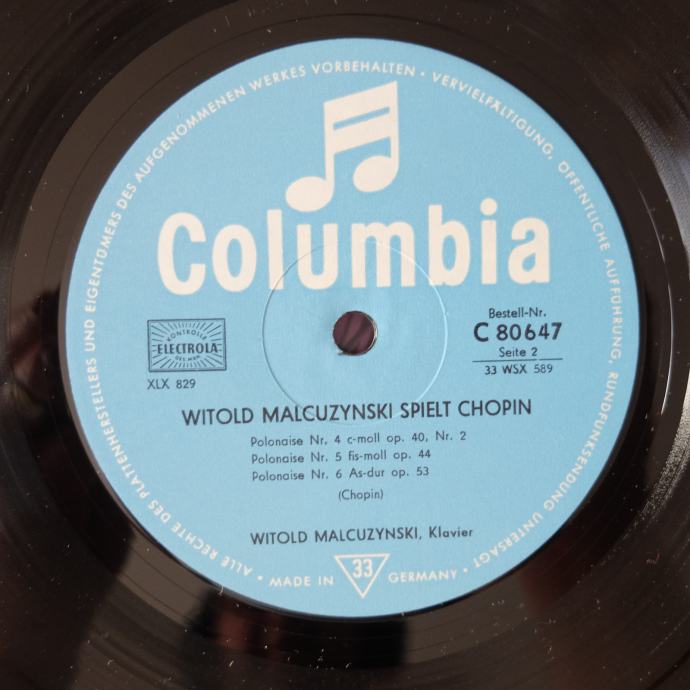 ALLE RECHTE DES PLATTENHERSTELLERS UND EIGENTÜMERS DES AUFGENOMMENEN WERKES VORBEHALTEN • VERVIELFÄLTIGUNG, ÖFFENTLICHE AUFFÜHRUNG, RUNDFUNKSENDUNG UNTERSAGT •
Columbia
Bestell-Nr.
C 80647
Seite 2
33 WSX 589
KONTROLLE
ELECTROLA
XLX 829
WITOLD MALCUZYNSKI SPIELT CHOPIN
Polonaise Nr. 4 c-moll op. 40, Nr. 2
Polonaise Nr. 5 fis-moll op. 44
Polonaise Nr. 6 As-dur op. 53
(Chopin)
WITOLD MALCUZYNSKI, Klavier
33
• MADE IN GERMANY •